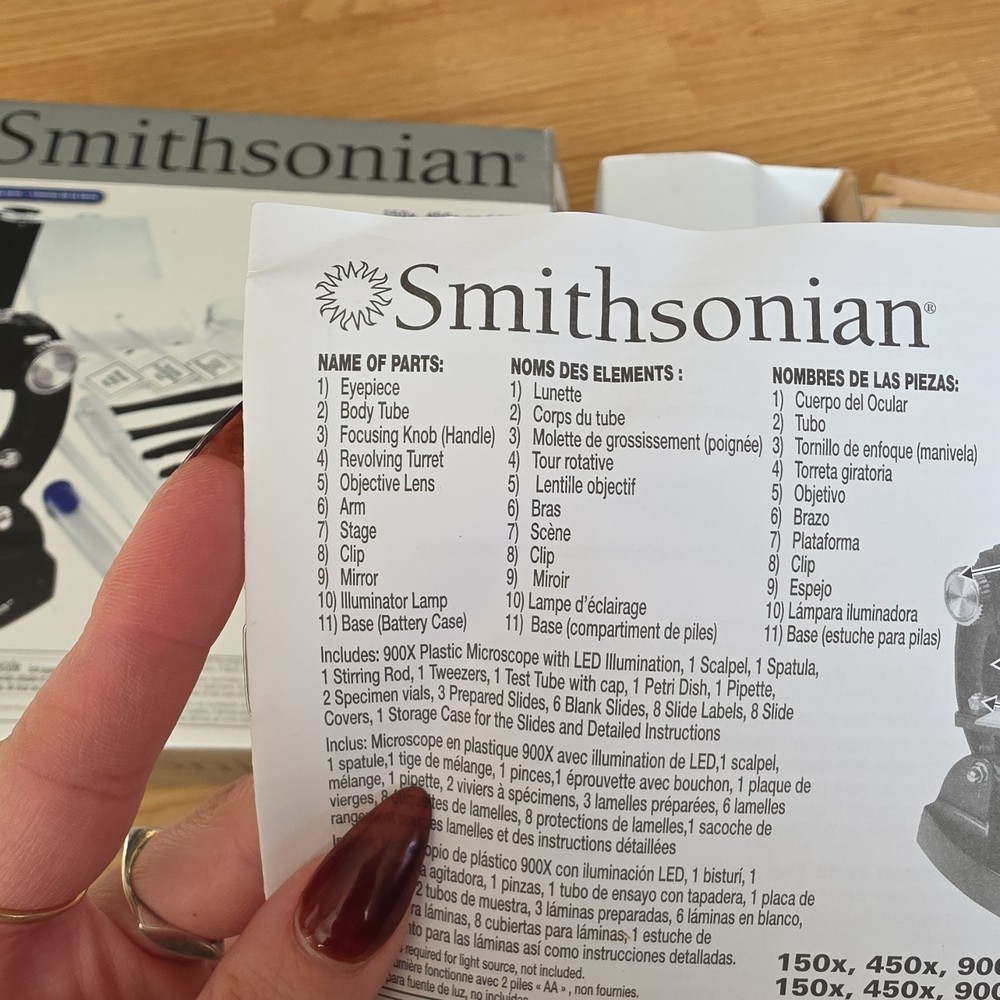 Smithsonian®
Smithsonian®
NAME OF PARTS:
1) Eyepiece
2) Body Tube
3) Focusing Knob (Handle)
4) Revolving Turret
5) Objective Lens
6) Arm
7) Stage
8) Clip
9) Mirror
10) Illuminator Lamp
11) Base (Battery Case)
NOMS DES ELEMENTS :
1) Lunette
2) Corps du tube
3) Molette de grossissement (poignée)
4) Tour rotative
5) Lentille objectif
6) Bras
7) Scène
8) Clip
9) Miroir
10) Lampe d'éclairage
11) Base (compartiment de piles)
NOMBRES DE LAS PIEZAS:
1) Cuerpo del Ocular
2) Tubo
3) Tornillo de enfoque (manivela)
4) Torreta giratoria
5) Objetivo
6) Brazo
7) Plataforma
8) Clip
9) Espejo
10) Lámpara iluminadora
11) Base (estuche para pilas)
Includes: 900X Plastic Microscope with LED Illumination, 1 Scalpel, 1 Spatula,
1 Stirring Rod, 1 Tweezers, 1 Test Tube with cap, 1 Petri Dish, 1 Pipette,
2 Specimen vials, 3 Prepared Slides, 6 Blank Slides, 8 Slide Labels, 8 Slide
Covers, 1 Storage Case for the Slides and Detailed Instructions
Inclus: Microscope en plastique 900X avec illumination de LED,1 scalpel,
1 spatule,1 tige de mélange, 1 pinces,1 éprouvette avec bouchon, 1 plaque de
mélange, 1 pipette, 2 viviers à spécimens, 3 lamelles préparées, 6 lamelles
vierges, 8 de lamelles, 8 protections de lamelles,1 sacoche de
lamelles et des instructions détaillées
de plástico 900X con iluminación LED, 1 bisturí, 1
agitadora, 1 pinzas, 1 tubo de ensayo con tapadera, 1 placa de
2 tubos de muestra, 3 láminas preparadas, 6 láminas en blanco,
láminas, 8 cubiertas para láminas, 1 estuche de
para las láminas así como instrucciones detalladas.
required for light source, not included.
fonctionne avec 2 piles « AA » , non fournies.
para fuente de luz, no
150x, 450x,
150x, 450x,